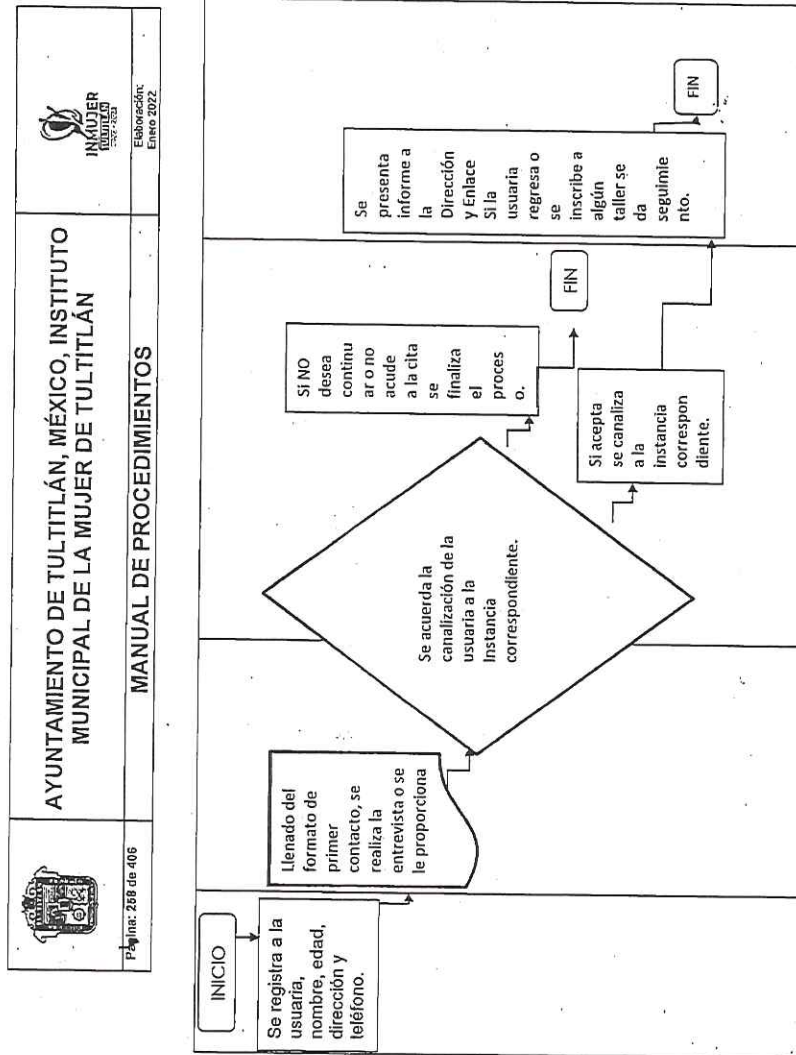 AYUNTAMIENTO DE TULTITLÁN, MÉXICO, INSTITUTO
MUNICIPAL DE LA MUJER DE TULTITLÁN
INMUJER
TULTITLÁN
Página: 258 de 406
MANUAL DE PROCEDIMIENTOS
Elaboración:
Enero 2022
INICIO
Se registra a la
usuaria,
nombre, edad,
dirección y
teléfono.
Llenado del
formato de
primer
contacto, se
realiza la
entrevista o se
le proporciona
Se acuerda la
canalización de la
usuaria a la
Instancia
correspondiente.
Si NO
desea
continu
ar o no
acude
a la cita
se
finaliza
el
proces
o.
FIN
Si acepta
se canaliza
a la
instancia
correspon
diente.
Se
presenta
informe a
la
Dirección
y Enlace
Si la
usuaria
regresa o
se
inscribe a
algún
taller se
da
seguimie
nto.
FIN